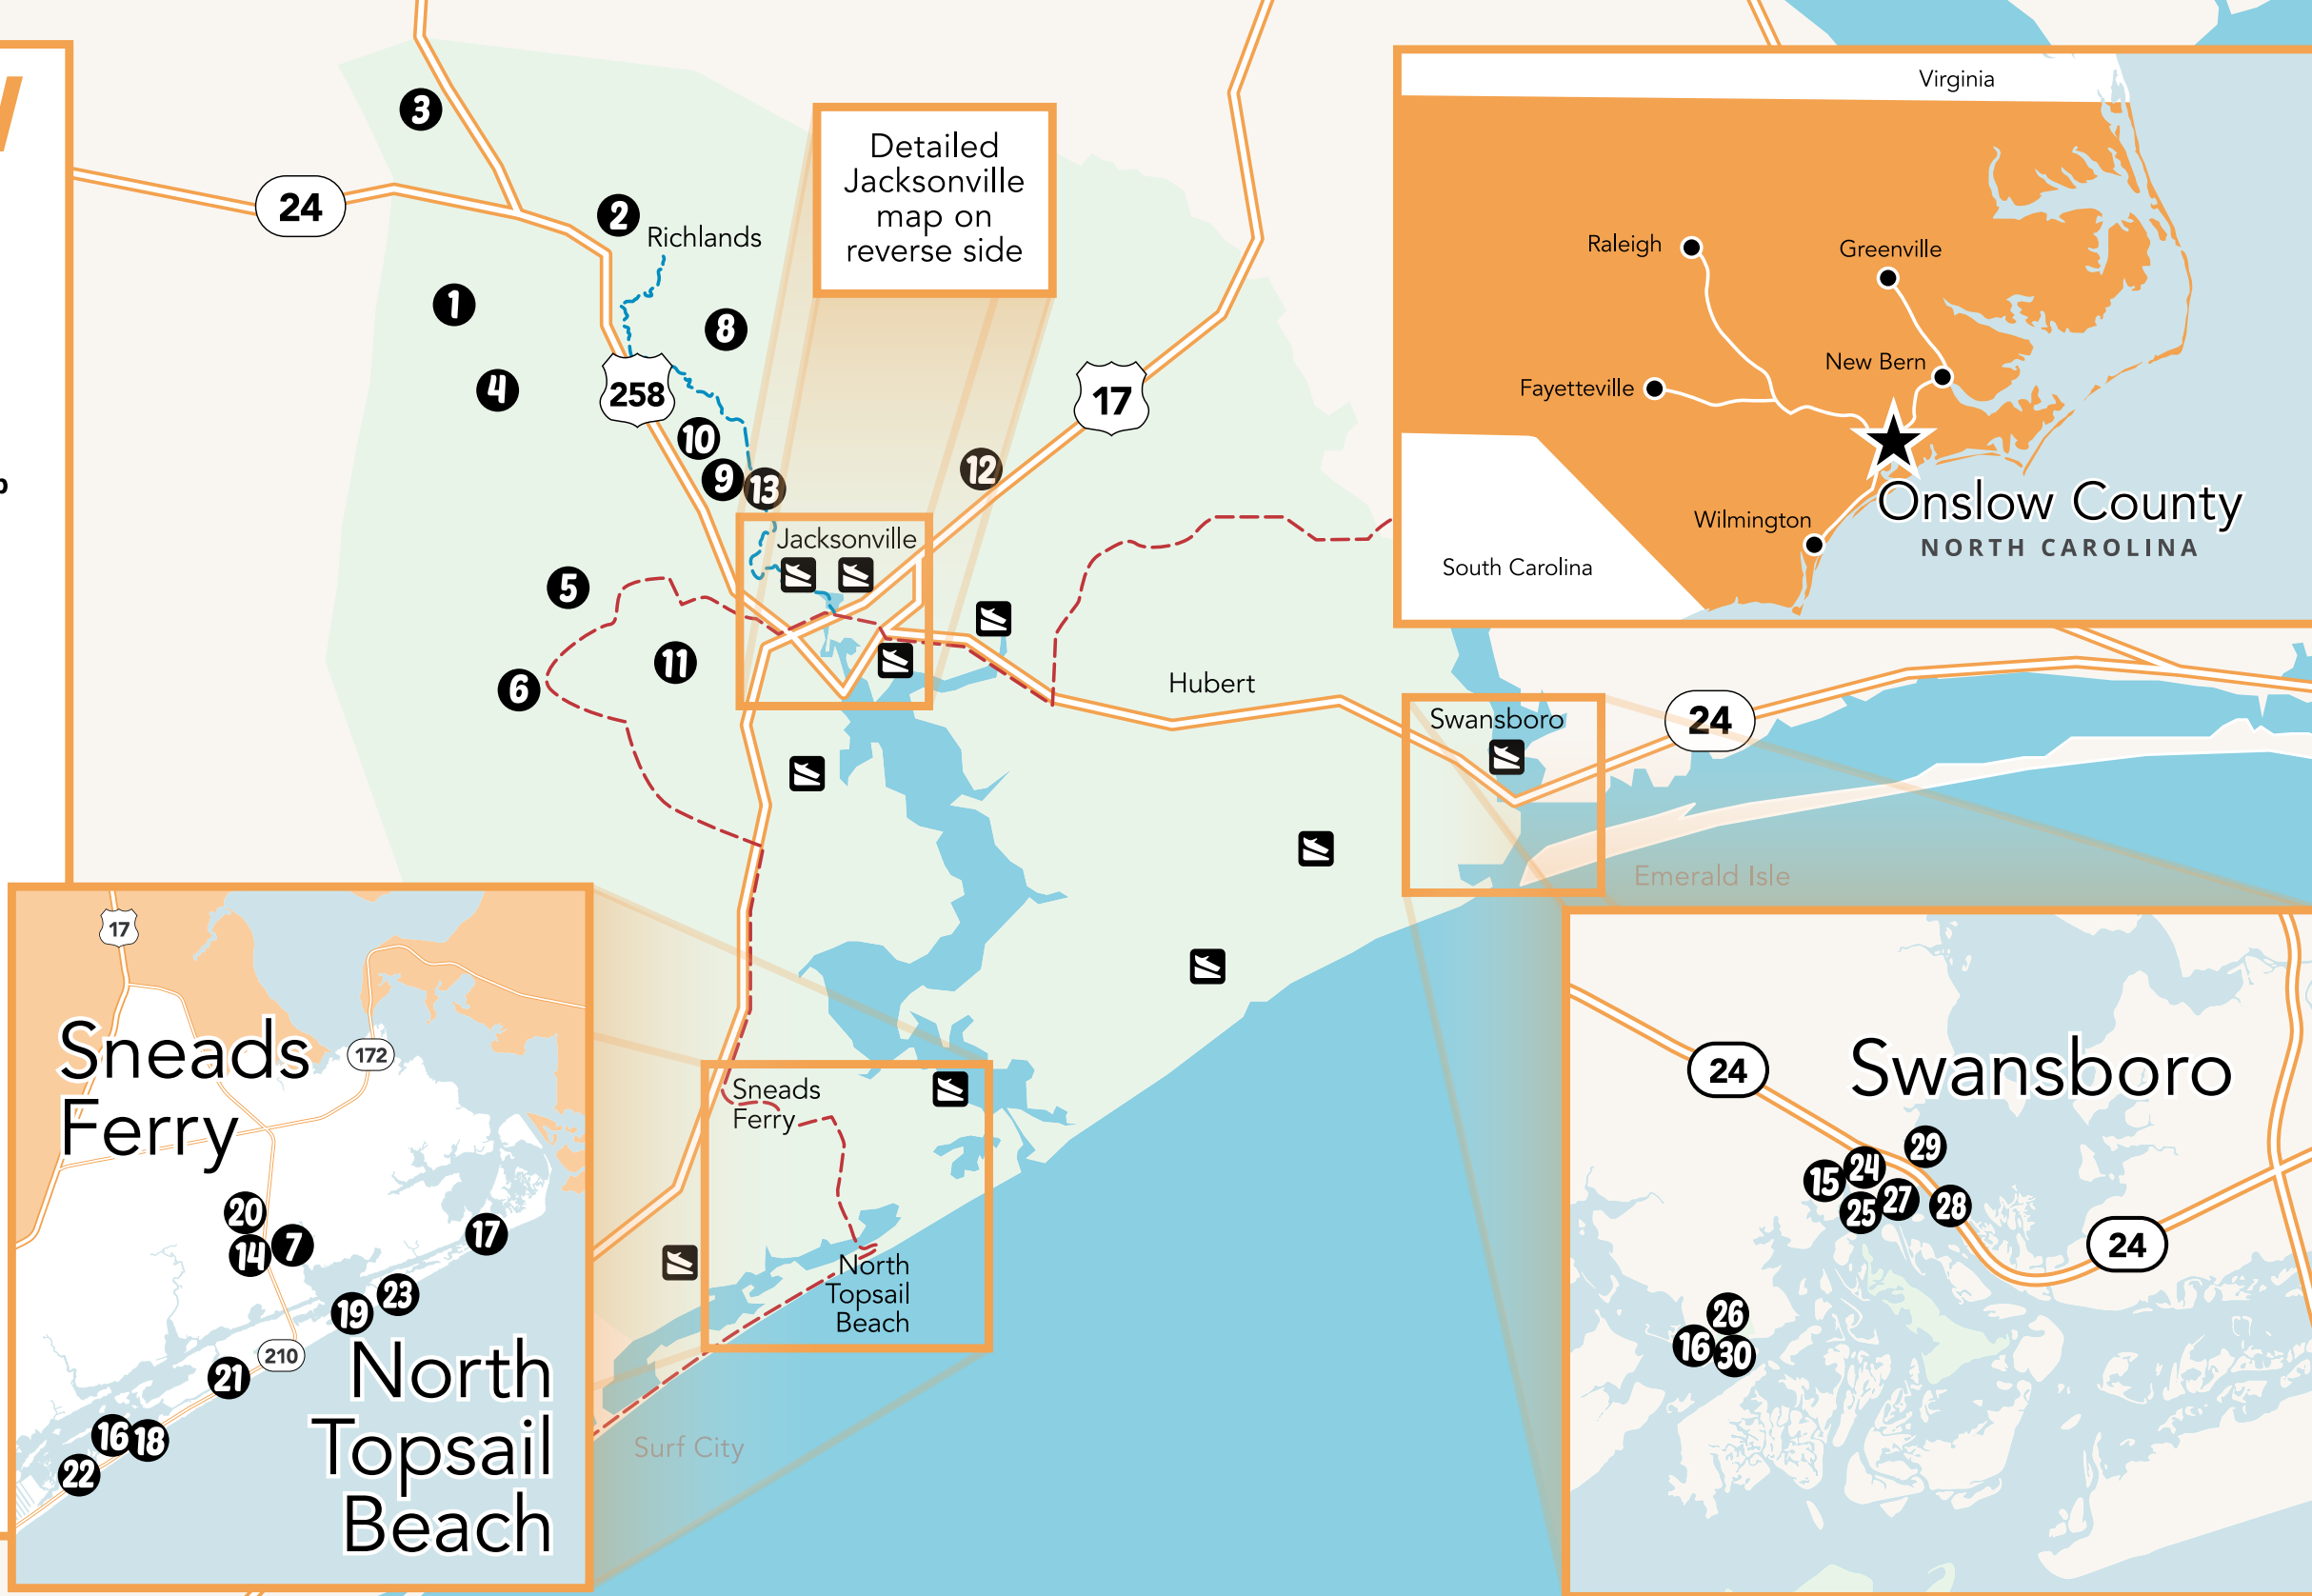 3
24
2
Richlands
1
8
4
258
10
9
13
12
17
Detailed
Jacksonville
map on
reverse side
Jacksonville
5
11
6
Hubert
Swansboro
24
Emerald Isle
Sneads
Ferry
North
Topsail
Beach
Surf City
Virginia
Raleigh
Greenville
New Bern
Fayetteville
Wilmington
Onslow County
NORTH CAROLINA
South Carolina
17
Sneads
Ferry
172
20
14
7
17
23
19
210
21
16
18
22
North
Topsail
Beach
24
Swansboro
29
24
15
27
25
28
24
26
16
30